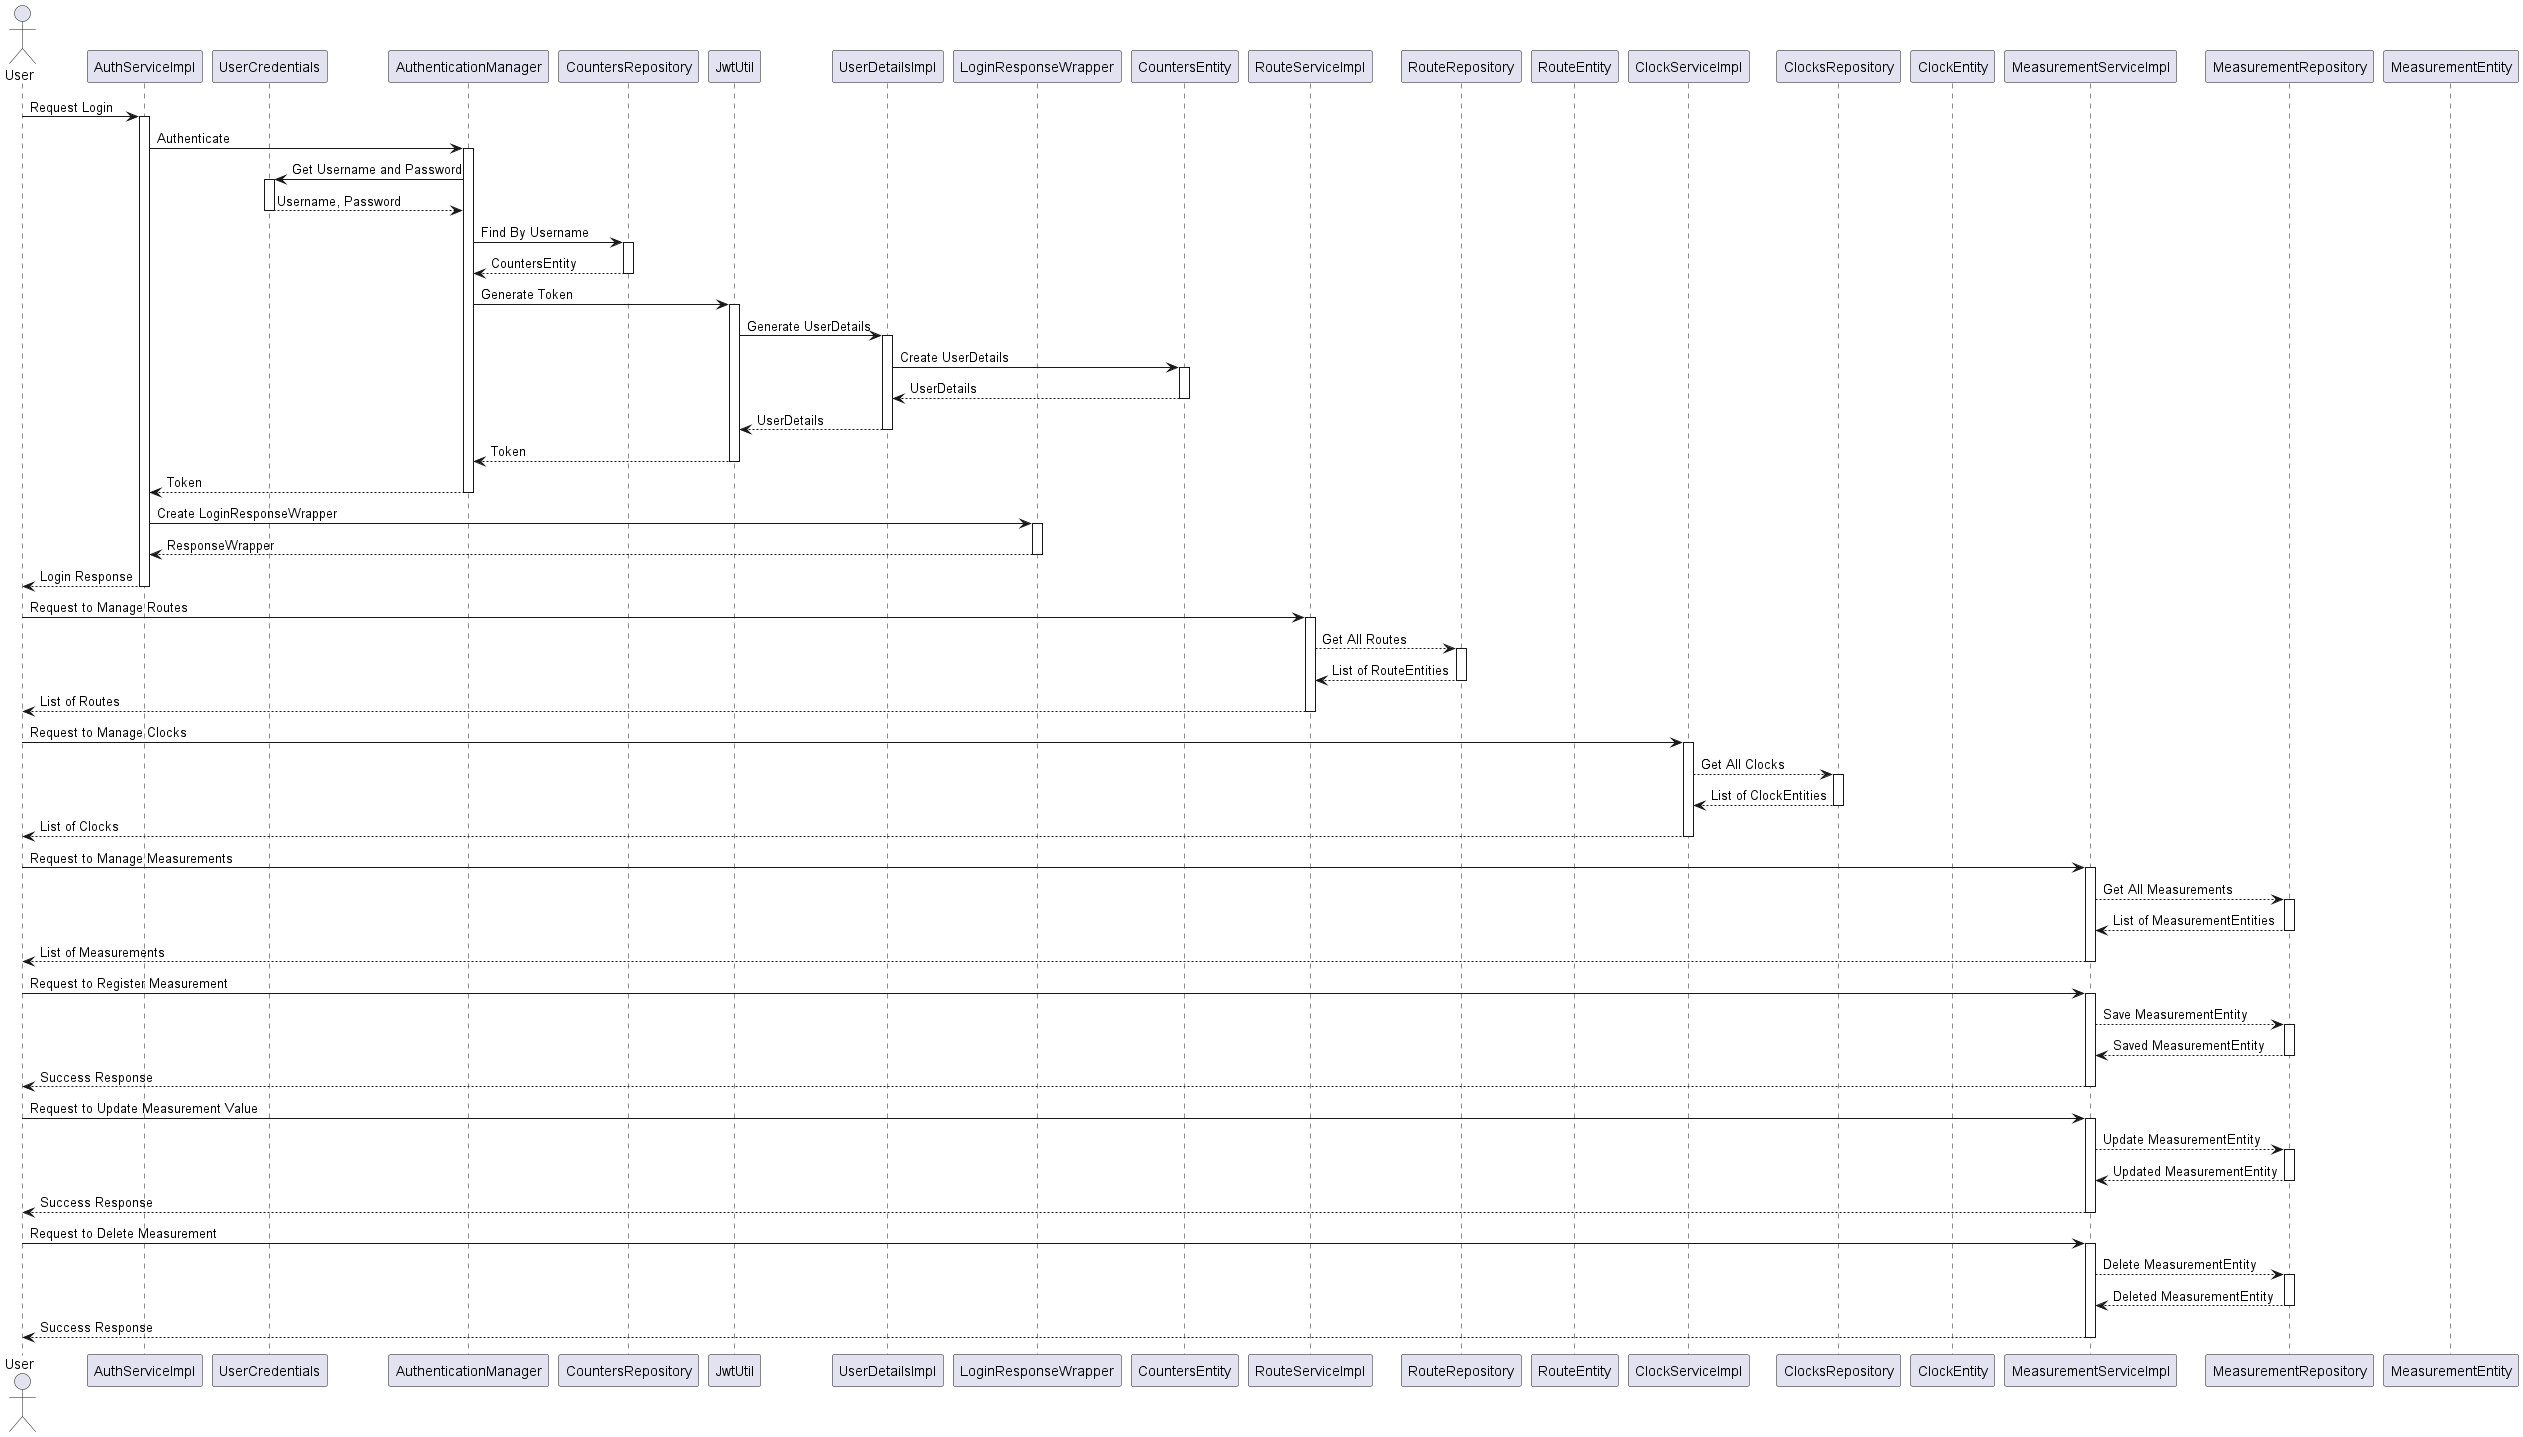 User
AuthServiceImpl
UserCredentials
AuthenticationManager
CountersRepository
JwtUtil
UserDetailsImpl
LoginResponseWrapper
CountersEntity
RouteServiceImpl
RouteRepository
RouteEntity
ClockServiceImpl
ClocksRepository
ClockEntity
MeasurementServiceImpl
MeasurementRepository
MeasurementEntity
Request Login
Authenticate
Get Username and Password
Username, Password
Find By Username
CountersEntity
Generate Token
Generate UserDetails
Create UserDetails
UserDetails
UserDetails
Token
Token
Create LoginResponseWrapper
ResponseWrapper
Login Response
Request to Manage Routes
Get All Routes
List of RouteEntities
List of Routes
Request to Manage Clocks
Get All Clocks
List of ClockEntities
List of Clocks
Request to Manage Measurements
Get All Measurements
List of MeasurementEntities
List of Measurements
Request to Register Measurement
Save MeasurementEntity
Saved MeasurementEntity
Success Response
Request to Update Measurement Value
Update MeasurementEntity
Updated MeasurementEntity
Success Response
Request to Delete Measurement
Delete MeasurementEntity
Deleted MeasurementEntity
Success Response
User
AuthServiceImpl
UserCredentials
AuthenticationManager
CountersRepository
JwtUtil
UserDetailsImpl
LoginResponseWrapper
CountersEntity
RouteServiceImpl
RouteRepository
RouteEntity
ClockServiceImpl
ClocksRepository
ClockEntity
MeasurementServiceImpl
MeasurementRepository
MeasurementEntity